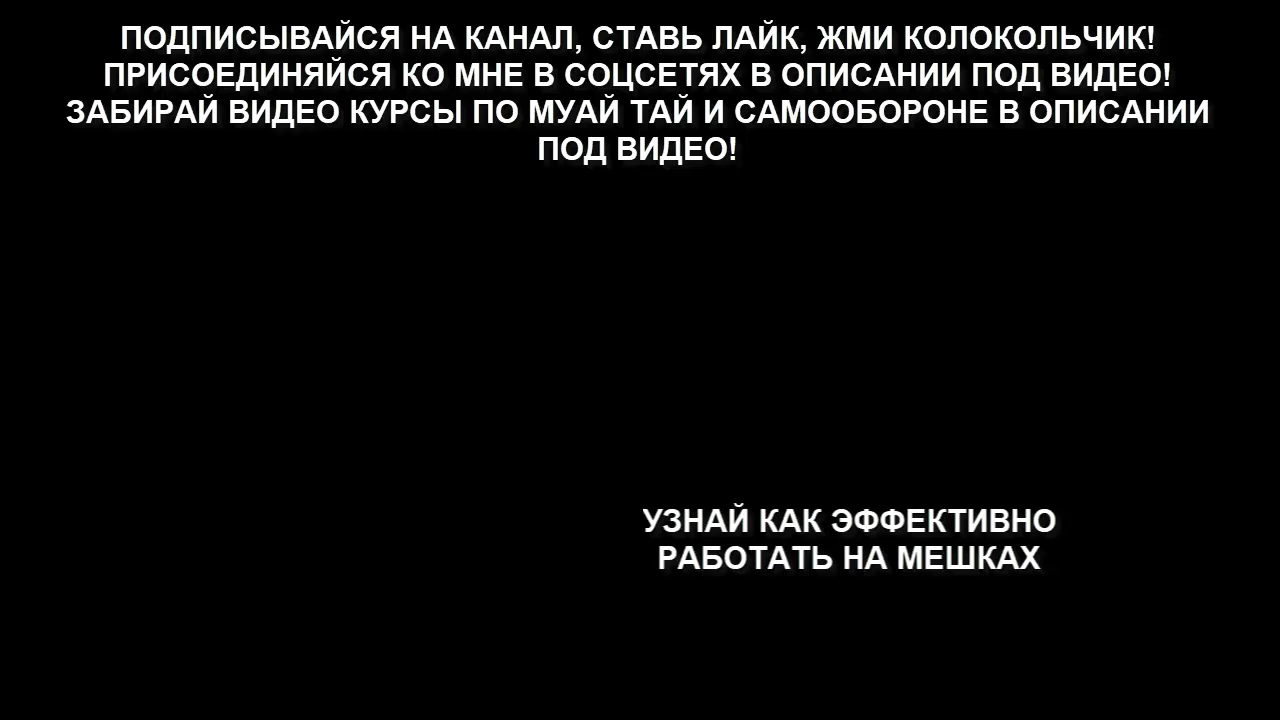 ПОДПИСЫВАЙСЯ НА КАНАЛ, СТАВЬ ЛАЙК, ЖМИ КОЛОКОЛЬЧИК!
ПРИСОЕДИНЯЙСЯ КО МНЕ В СОЦСЕТЯХ В ОПИСАНИИ ПОД ВИДЕО!
ЗАБИРАЙ ВИДЕО КУРСЫ ПО МУАЙ ТАЙ И САМООБОРОНЕ В ОПИСАНИИ
ПОД ВИДЕО!
УЗНАЙ КАК ЭФФЕКТИВНО
РАБОТАТЬ НА МЕШКАХ